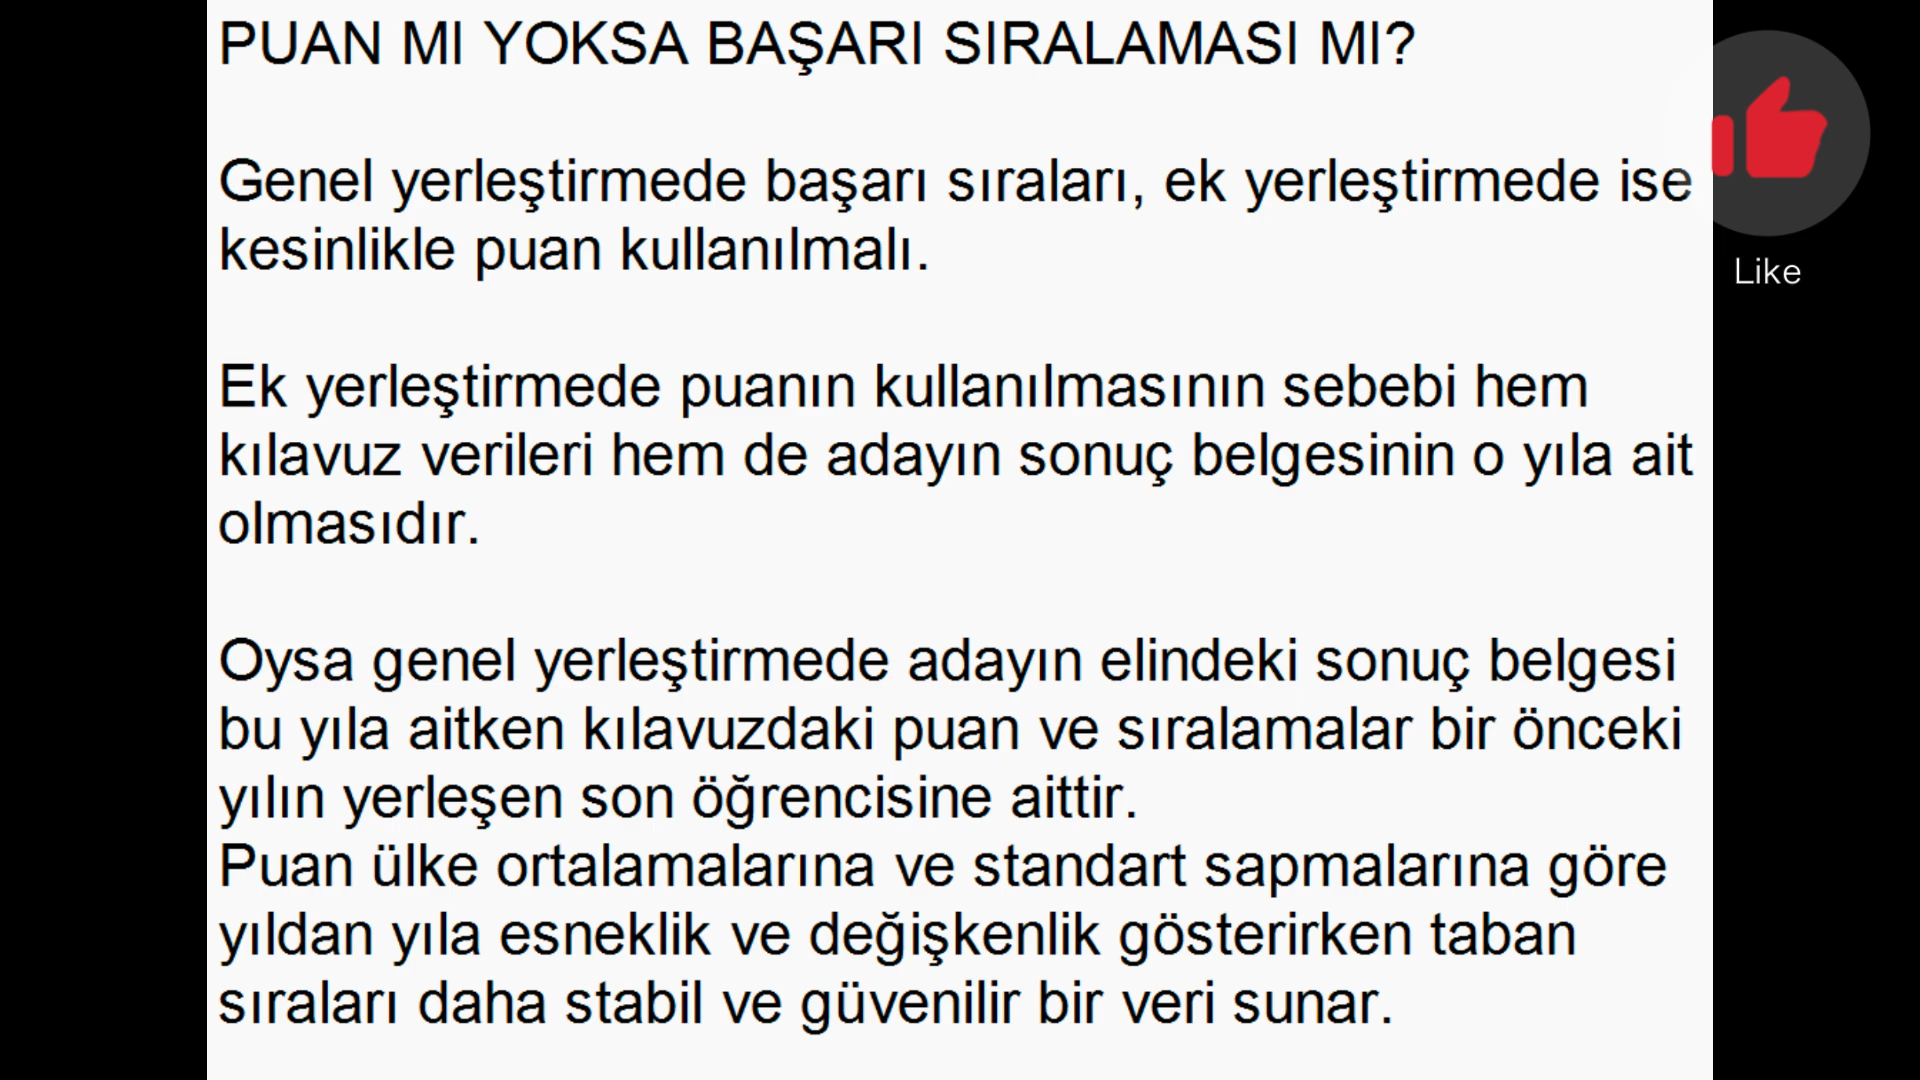 PUAN MI YOKSA BAŞARI SIRALAMASI MI?
Genel yerleştirmede başarı sıraları, ek yerleştirmede ise
kesinlikle puan kullanılmalı.
Ek yerleştirmede puanın kullanılmasının sebebi hem
kılavuz verileri hem de adayın sonuç belgesinin o yıla ait
olmasıdır.
Oysa genel yerleştirmede adayın elindeki sonuç belgesi
bu yıla aitken kılavuzdaki puan ve sıralamalar bir önceki
yılın yerleşen son öğrencisine aittir.
Puan ülke ortalamalarına ve standart sapmalarına göre
yıldan yıla esneklik ve değişkenlik gösterirken taban
sıraları daha stabil ve güvenilir bir veri sunar.
Like